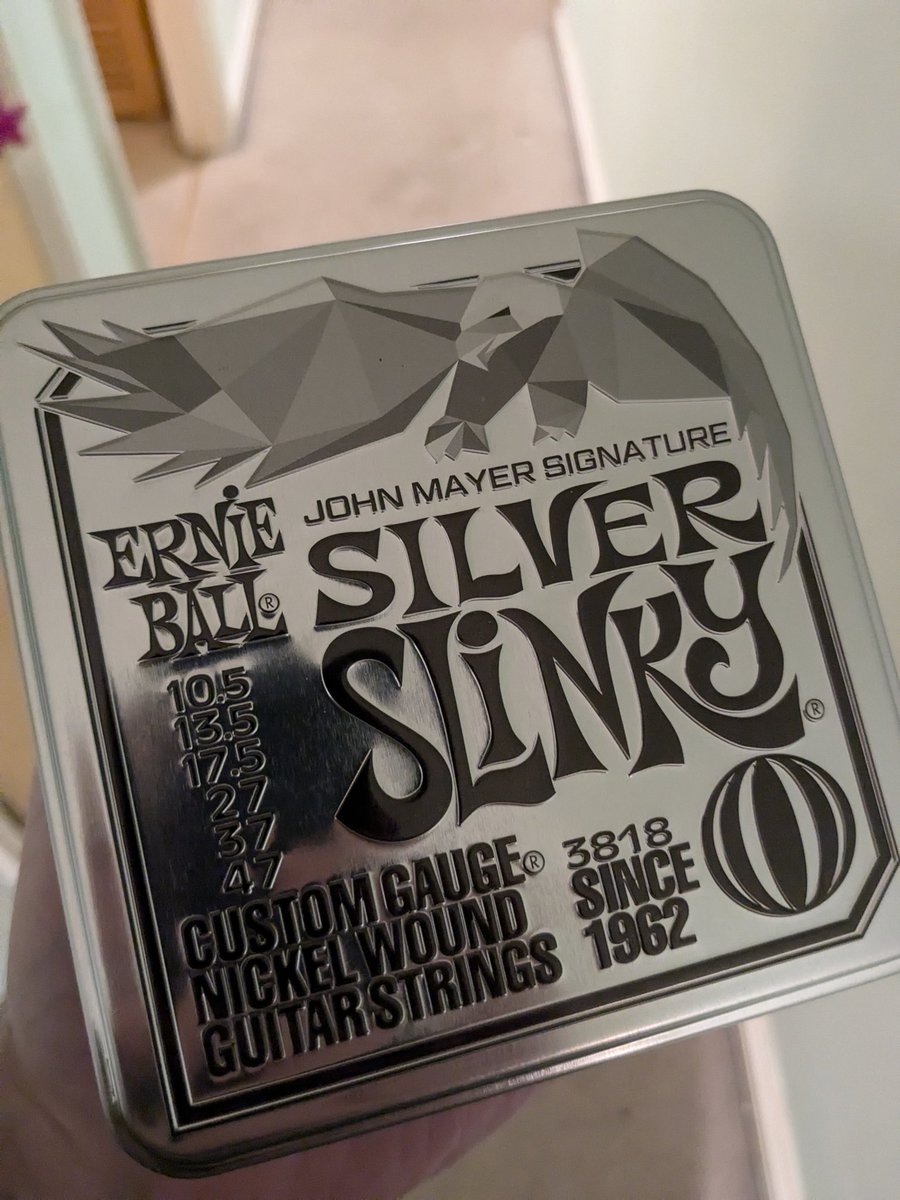 JOHN MAYER SIGNATURE
ERNiE
BALL®
SILVER
SLiNKY®
10.5
13.5
17.5
27
37
47
CUSTOM GAUGE®
NICKEL WOUND
GUITAR STRINGS
3818
SINCE
1962